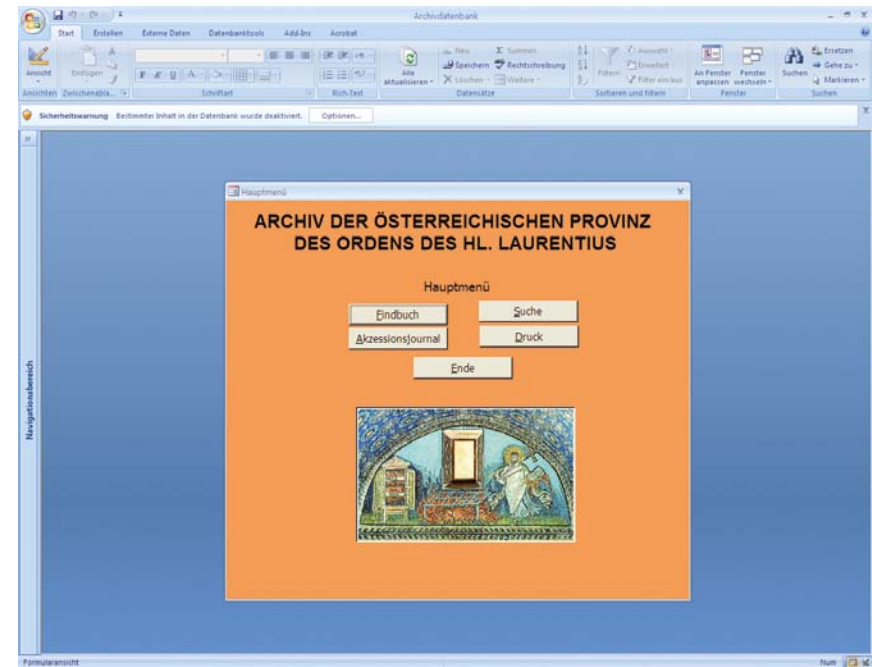 Archivdatenbank
Start Erstellen Externe Daten Datenbanktools Add-Ins Acrobat
Ansicht
Einfügen
F K U A
Alle
aktualisieren
Neu Σ Summen
Speichern Rechtschreibung
Löschen Weitere
Filtern
Auswahl
Erweitert
Filter ein/aus
An Fenster
anpassen
Fenster
wechseln
Suchen
Ersetzen
Gehe zu
Markieren
Ansichten Zwischenabla... Schriftart Rich-Text Datensätze Sortieren und filtern Fenster Suchen
Sicherheitswarnung Bestimmter Inhalt in der Datenbank wurde deaktiviert. Optionen...
Navigationsbereich
Hauptmenü
ARCHIV DER ÖSTERREICHISCHEN PROVINZ
DES ORDENS DES HL. LAURENTIUS
Hauptmenü
Findbuch Suche
Akzessionsjournal Druck
Ende
Formularansicht Num